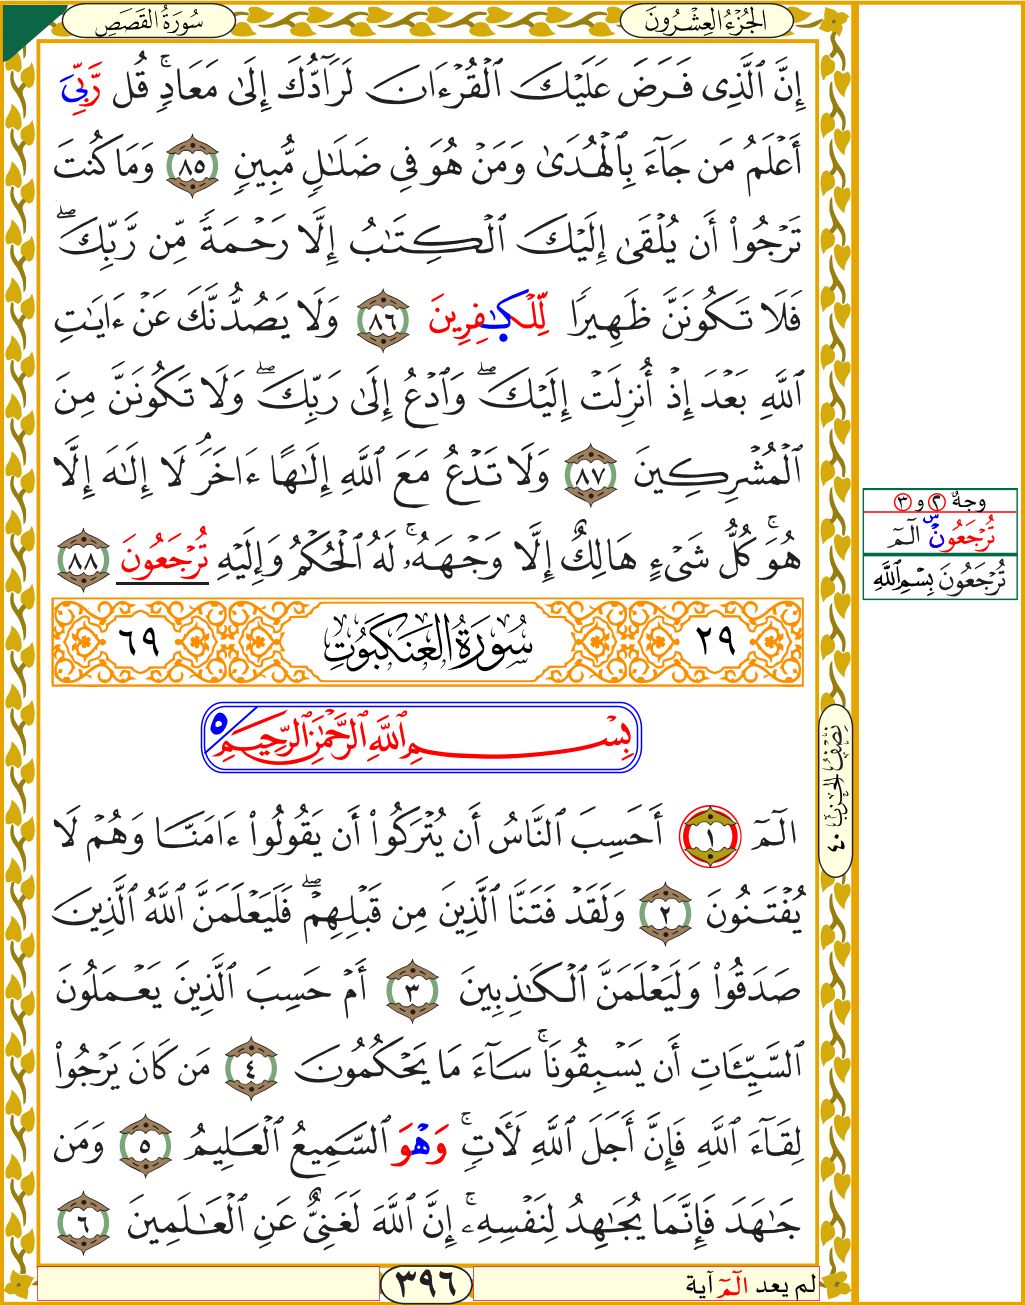 الجُزْءُ العِشْرُونَ
سُورَةُ القَصَصِ
إِنَّ ٱلَّذِى فَرَضَ عَلَيْكَ ٱلْقُرْءَانَ لَرَآدُّكَ إِلَىٰ مَعَادٍۚ قُل رَّبِّىَ
أَعْلَمُ مَن جَآءَ بِٱلْهُدَىٰ وَمَنْ هُوَ فِى ضَلَٰلٍ مُّبِينٍ ٨٥ وَمَا كُنتَ
تَرْجُوٓا۟ أَن يُلْقَىٰٓ إِلَيْكَ ٱلْكِتَٰبُ إِلَّا رَحْمَةً مِّن رَّبِّكَۖ
فَلَا تَكُونَنَّ ظَهِيرًا لِّلْكَٰفِرِينَ ٨٦ وَلَا يَصُدُّنَّكَ عَنْ ءَايَٰتِ
ٱللَّهِ بَعْدَ إِذْ أُنزِلَتْ إِلَيْكَۖ وَٱدْعُ إِلَىٰ رَبِّكَۖ وَلَا تَكُونَنَّ مِنَ
ٱلْمُشْرِكِينَ ٨٧ وَلَا تَدْعُ مَعَ ٱللَّهِ إِلَٰهًا ءَاخَرَۘ لَآ إِلَٰهَ إِلَّا
هُوَۚ كُلُّ شَىْءٍ هَالِكٌ إِلَّا وَجْهَهُۥۚ لَهُ ٱلْحُكْمُ وَإِلَيْهِ تُرْجَعُونَ ٨٨
٢٩ سُورَةُ العَنكَبُوتِ ٦٩
بِسْمِ ٱللَّهِ ٱلرَّحْمَٰنِ ٱلرَّحِيمِ ٥
الٓمٓ ١ أَحَسِبَ ٱلنَّاسُ أَن يُتْرَكُوٓا۟ أَن يَقُولُوٓا۟ ءَامَنَّا وَهُمْ لَا
يُفْتَنُونَ ٢ وَلَقَدْ فَتَنَّا ٱلَّذِينَ مِن قَبْلِهِمْۖ فَلَيَعْلَمَنَّ ٱللَّهُ ٱلَّذِينَ
صَدَقُوا۟ وَلَيَعْلَمَنَّ ٱلْكَٰذِبِينَ ٣ أَمْ حَسِبَ ٱلَّذِينَ يَعْمَلُونَ
ٱلسَّيِّـَٔاتِ أَن يَسْبِقُونَاۚ سَآءَ مَا يَحْكُمُونَ ٤ مَن كَانَ يَرْجُوا۟
لِقَآءَ ٱللَّهِ فَإِنَّ أَجَلَ ٱللَّهِ لَأٓتٍۚ وَهْوَ ٱلسَّمِيعُ ٱلْعَلِيمُ ٥ وَمَن
جَٰهَدَ فَإِنَّمَا يُجَٰهِدُ لِنَفْسِهِۦٓۚ إِنَّ ٱللَّهَ لَغَنِىٌّ عَنِ ٱلْعَٰلَمِينَ ٦
وجهٌ ٢ و ٣
تُرْجَعُونَ س الٓمٓ
تُرْجَعُونَ بِسْمِ ٱللَّهِ
نِصْفُ الحِزْبِ ٤٠
لم يعد الٓمٓ آية
٣٩٦